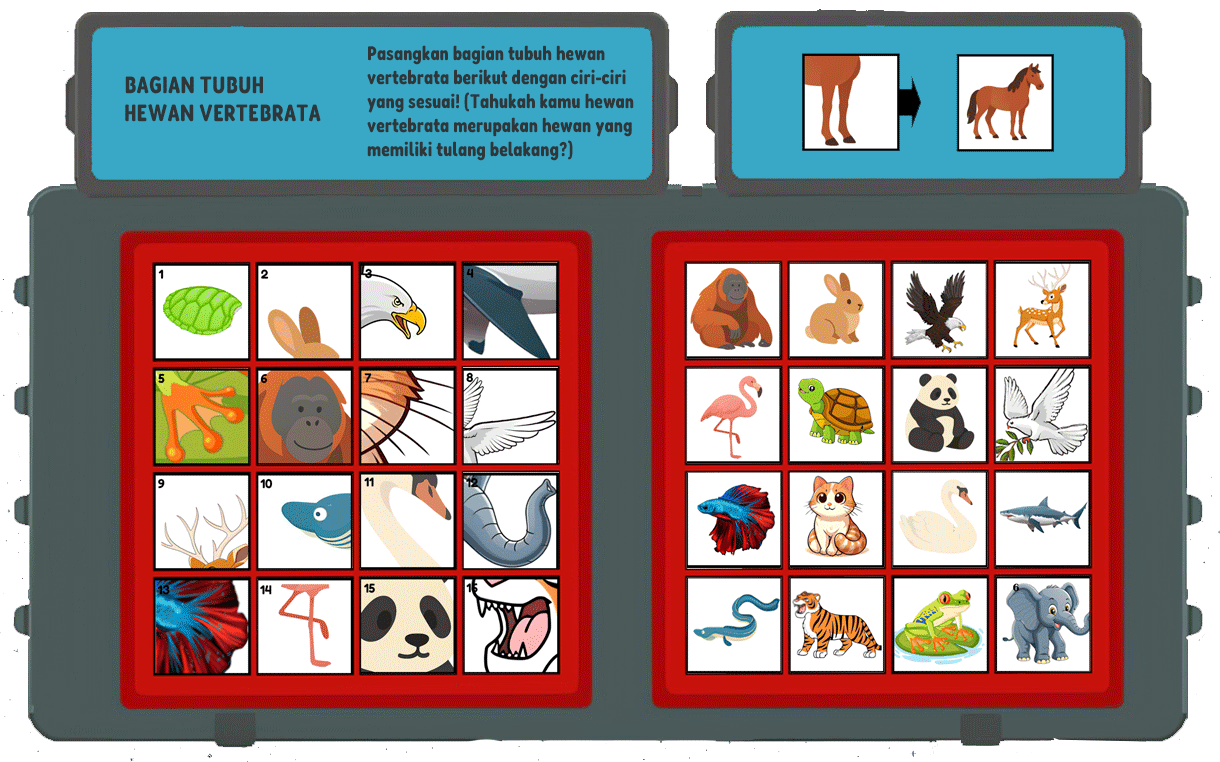 BAGIAN TUBUH
HEWAN VERTEBRATA
Pasangkan bagian tubuh hewan
vertebrata berikut dengan ciri-ciri
yang sesuai! (Tahukah kamu hewan
vertebrata merupakan hewan yang
memiliki tulang belakang?)
1
2
3
4
5
6
7
8
9
10
11
12
13
14
15
16
6